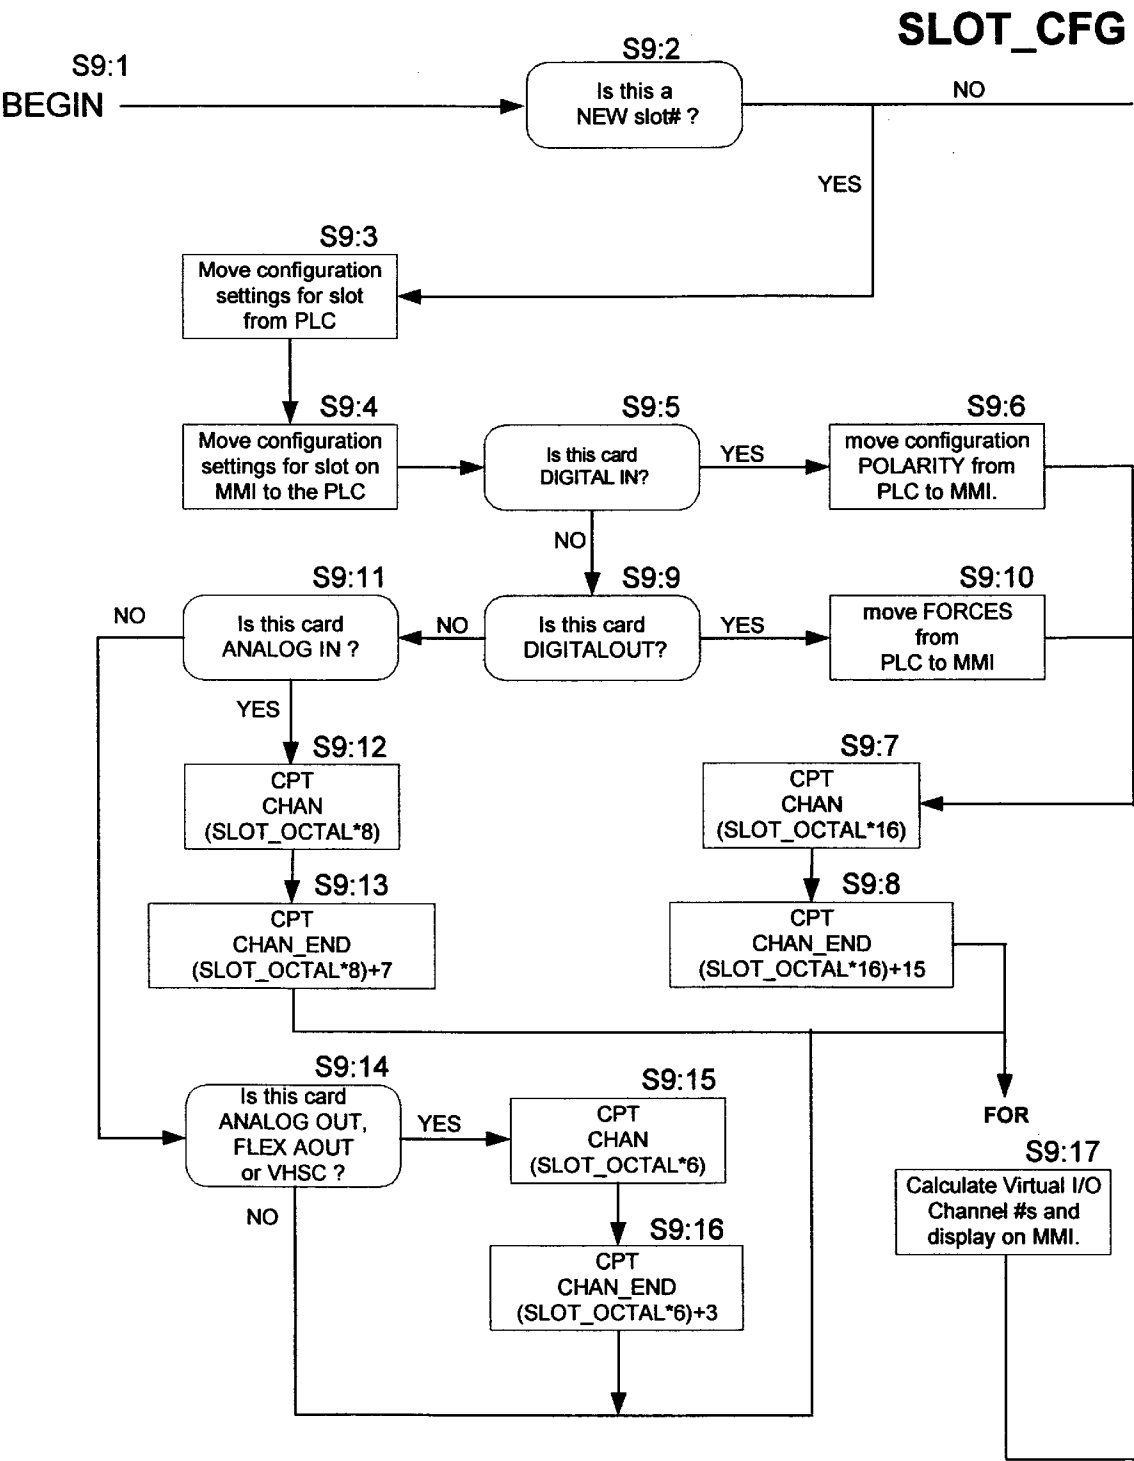 SLOT_CFG
S9:1
BEGIN
S9:2
Is this a
NEW slot# ?
NO
YES
S9:3
Move configuration
settings for slot
from PLC
S9:4
Move configuration
settings for slot on
MMI to the PLC
S9:5
Is this card
DIGITAL IN?
YES
NO
S9:6
move configuration
POLARITY from
PLC to MMI.
S9:9
Is this card
DIGITALOUT?
YES
NO
S9:10
move FORCES
from
PLC to MMI
S9:11
Is this card
ANALOG IN ?
NO
YES
S9:12
CPT
CHAN
(SLOT_OCTAL*8)
S9:13
CPT
CHAN_END
(SLOT_OCTAL*8)+7
S9:7
CPT
CHAN
(SLOT_OCTAL*16)
S9:8
CPT
CHAN_END
(SLOT_OCTAL*16)+15
S9:14
Is this card
ANALOG OUT,
FLEX AOUT
or VHSC ?
YES
NO
S9:15
CPT
CHAN
(SLOT_OCTAL*6)
S9:16
CPT
CHAN_END
(SLOT_OCTAL*6)+3
FOR
S9:17
Calculate Virtual I/O
Channel #s and
display on MMI.